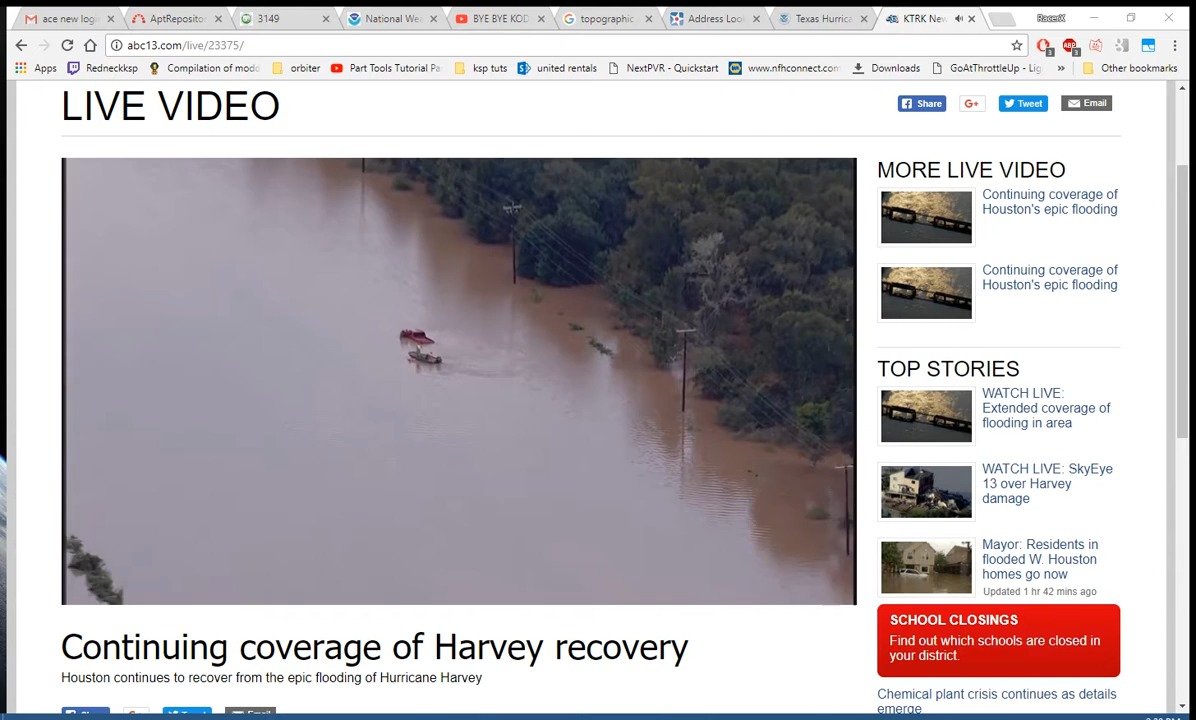 ace new logi
AptRepositor
3149
National Wea
BYE BYE KOD
topographic
Address Loo
Texas Hurrica
KTRK New
RacerX
abc13.com/live/23375/
Apps
Redneckksp
Compilation of modo
orbiter
Part Tools Tutorial Pa
ksp tuts
united rentals
NextPVR - Quickstart
www.nfhconnect.com
Downloads
GoAtThrottleUp - Lig
»
Other bookmarks
LIVE VIDEO
Share
G+
Tweet
Email
MORE LIVE VIDEO
Continuing coverage of
Houston's epic flooding
Continuing coverage of
Houston's epic flooding
TOP STORIES
WATCH LIVE:
Extended coverage of
flooding in area
WATCH LIVE: SkyEye
13 over Harvey
damage
Mayor: Residents in
flooded W. Houston
homes go now
Updated 1 hr 42 mins ago
SCHOOL CLOSINGS
Find out which schools are closed in
your district.
Chemical plant crisis continues as details
emerge
Continuing coverage of Harvey recovery
Houston continues to recover from the epic flooding of Hurricane Harvey